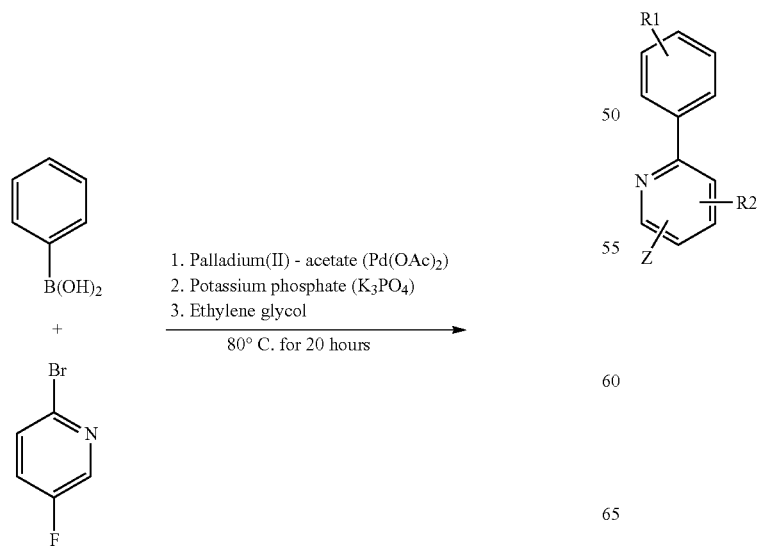 B(OH)₂
+
Br
N
F
1. Palladium(II) - acetate (Pd(OAc)₂)
2. Potassium phosphate (K₃PO₄)
3. Ethylene glycol
80° C. for 20 hours
R1
50
N
R2
55
Z
60
65